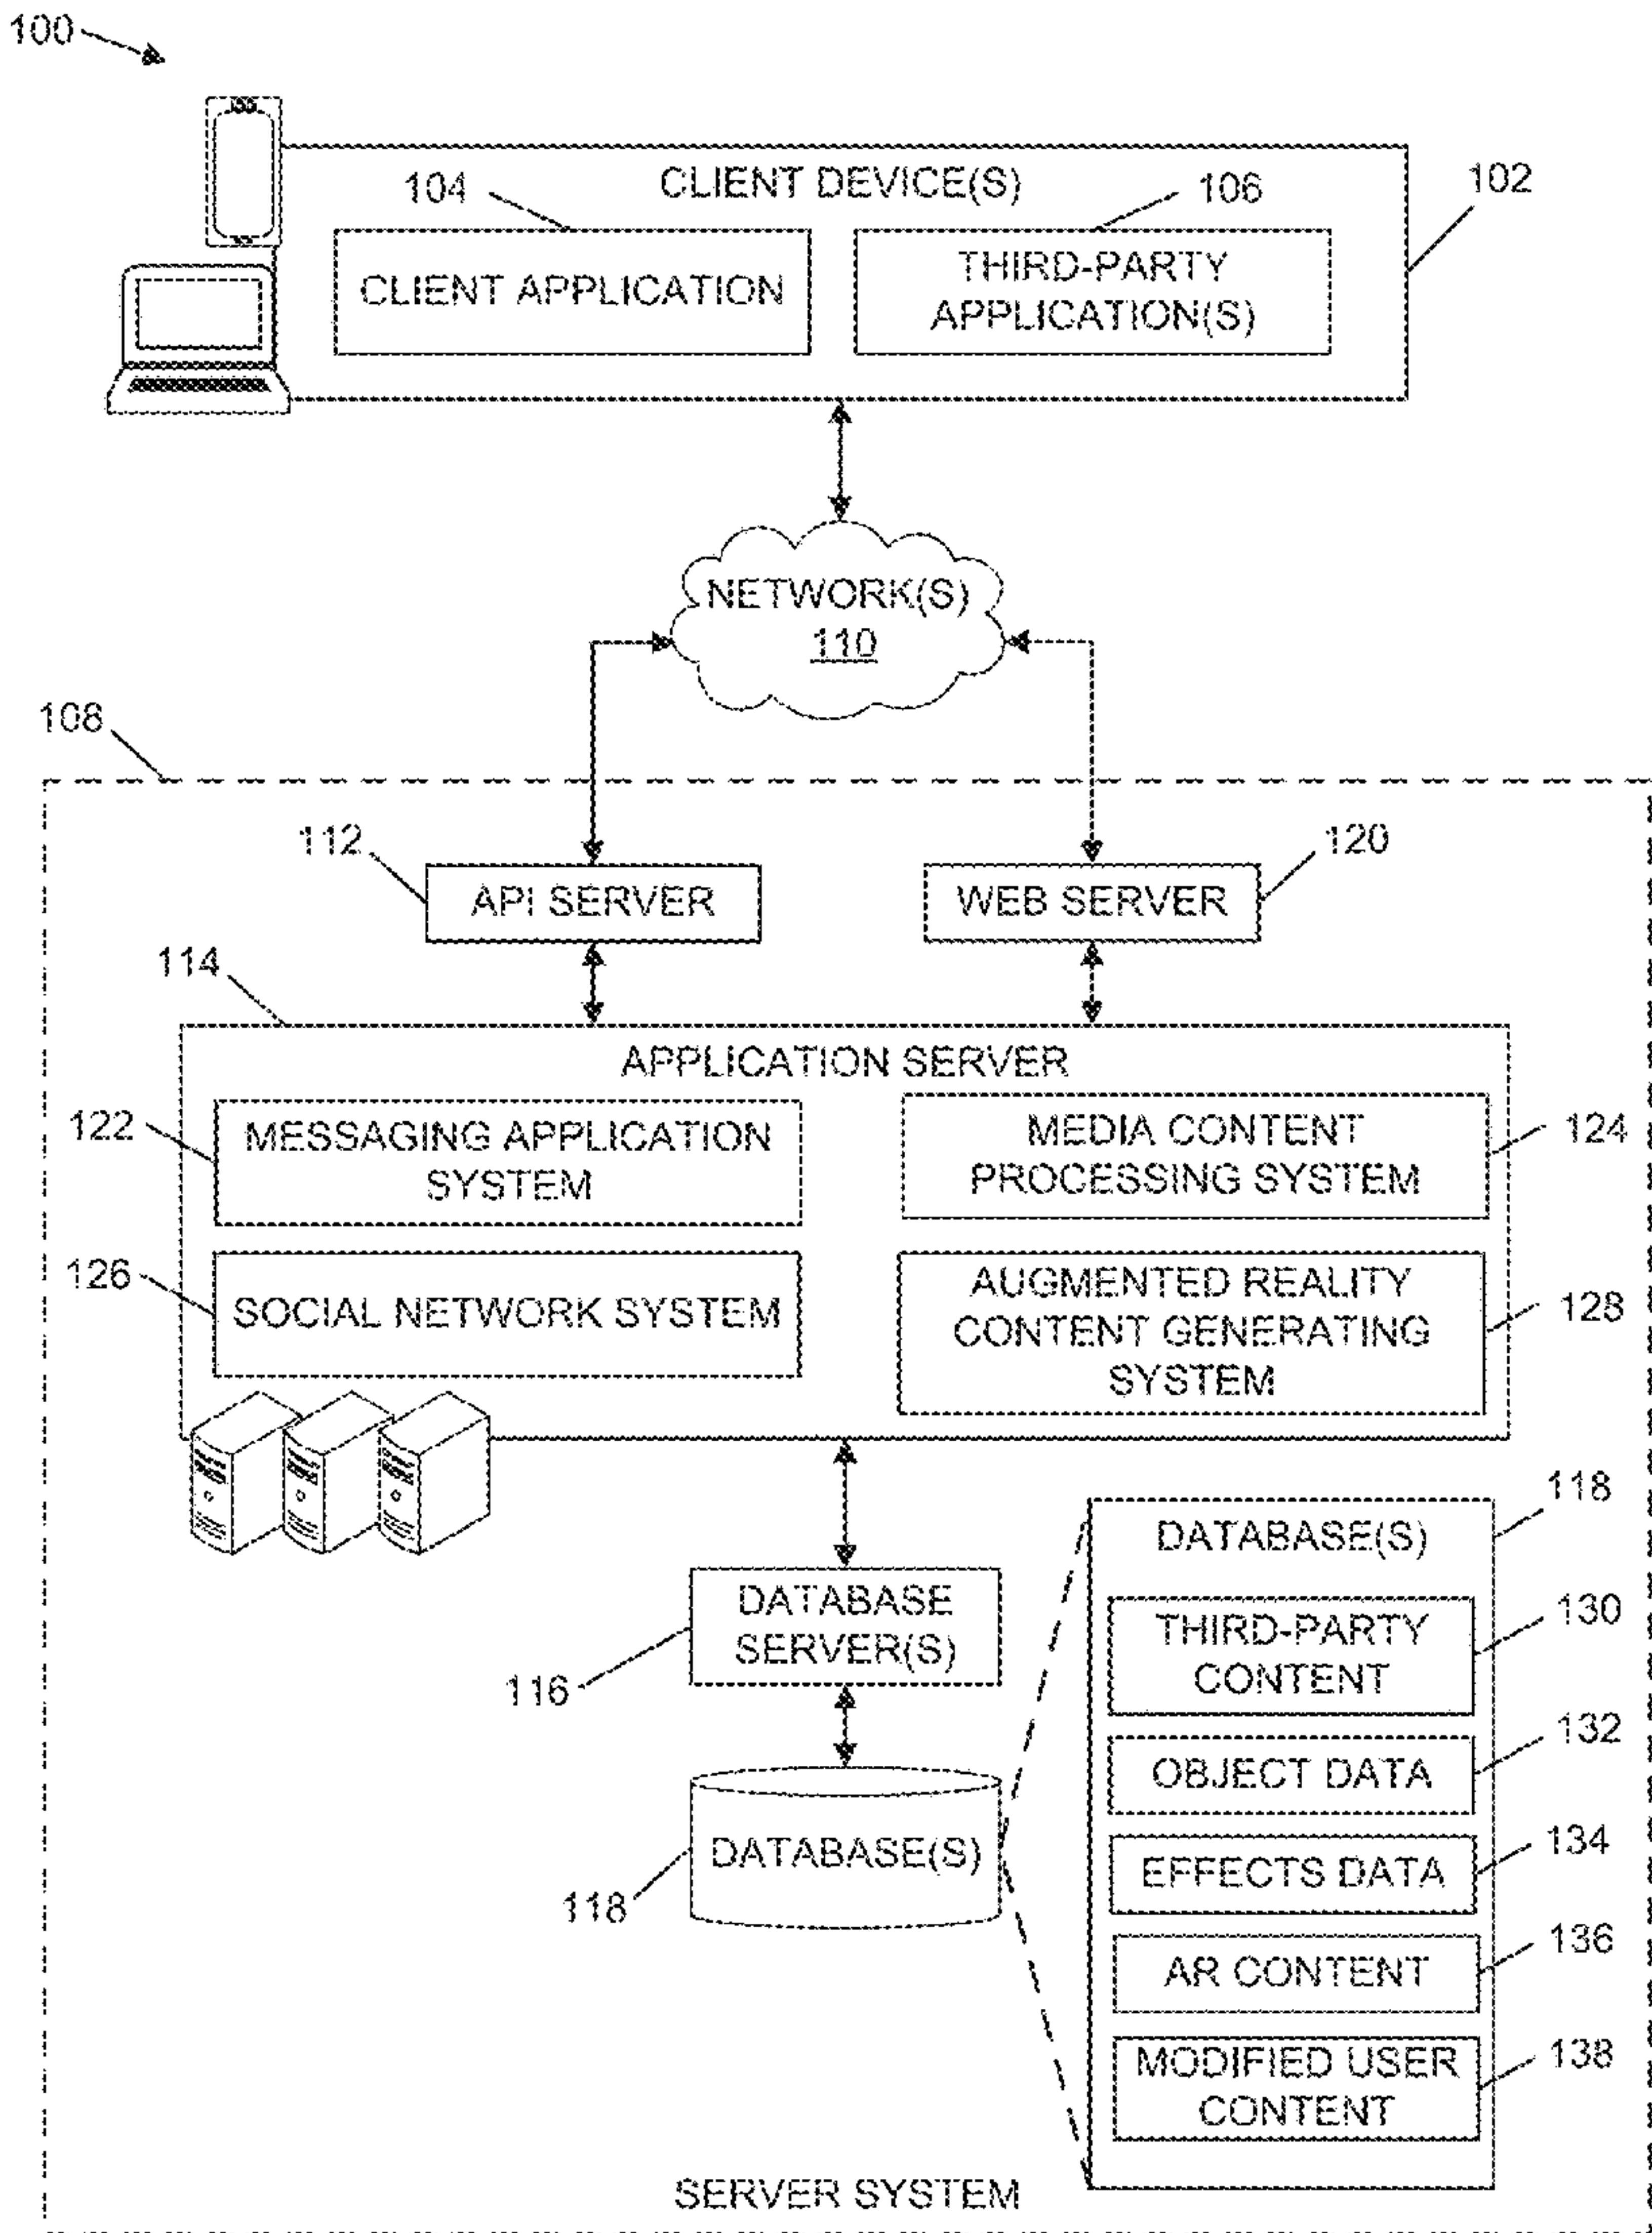 100
CLIENT DEVICE(S)
102
104
106
CLIENT APPLICATION
THIRD-PARTY
APPLICATION(S)
NETWORK(S)
110
108
112
API SERVER
120
WEB SERVER
114
APPLICATION SERVER
122
MESSAGING APPLICATION
SYSTEM
124
MEDIA CONTENT
PROCESSING SYSTEM
126
SOCIAL NETWORK SYSTEM
128
AUGMENTED REALITY
CONTENT GENERATING
SYSTEM
116
DATABASE
SERVER(S)
118
DATABASE(S)
118
DATABASE(S)
130
THIRD-PARTY
CONTENT
132
OBJECT DATA
134
EFFECTS DATA
136
AR CONTENT
138
MODIFIED USER
CONTENT
SERVER SYSTEM